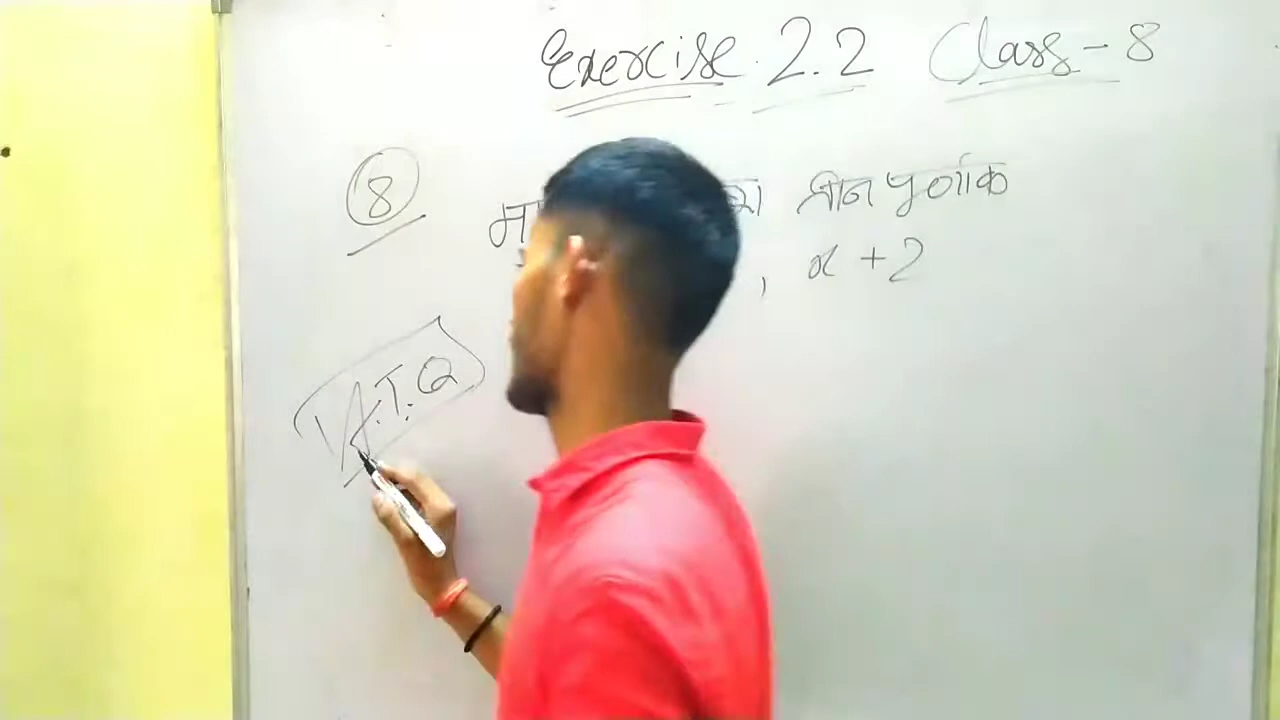 Exercise 2.2 Class-8
8 तीन पूर्णांक
, x + 2
A.T.Q